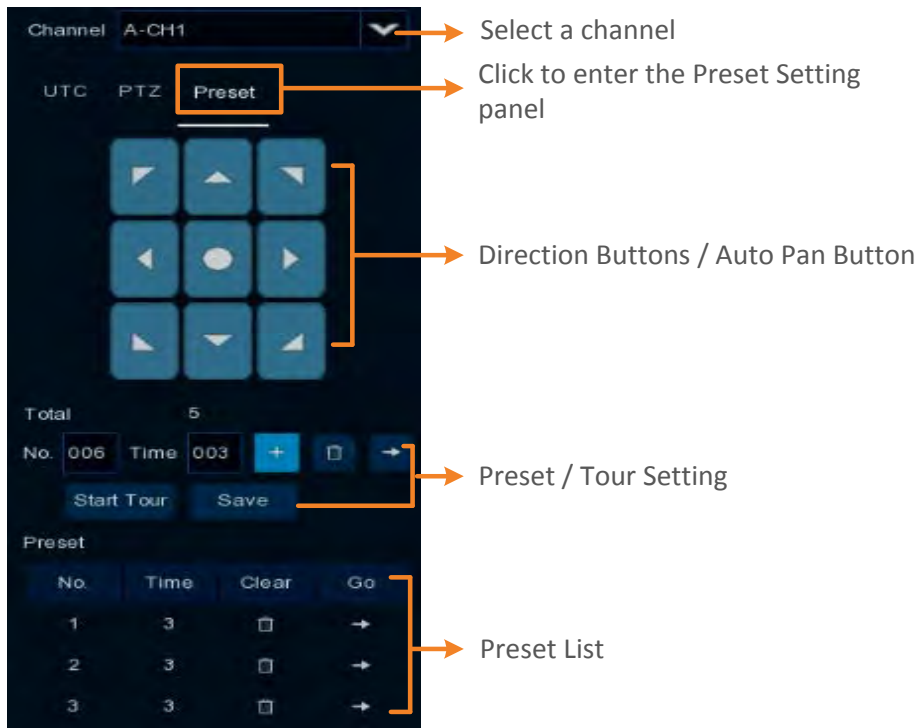 Channel A-CH1 Select a channel
UTC PTZ Preset Click to enter the Preset Setting
panel
Direction Buttons / Auto Pan Button
Total 5
No. 006 Time 003 +
Start Tour Save
Preset / Tour Setting
Preset
No. Time Clear Go
1 3
2 3
Preset List
3 3